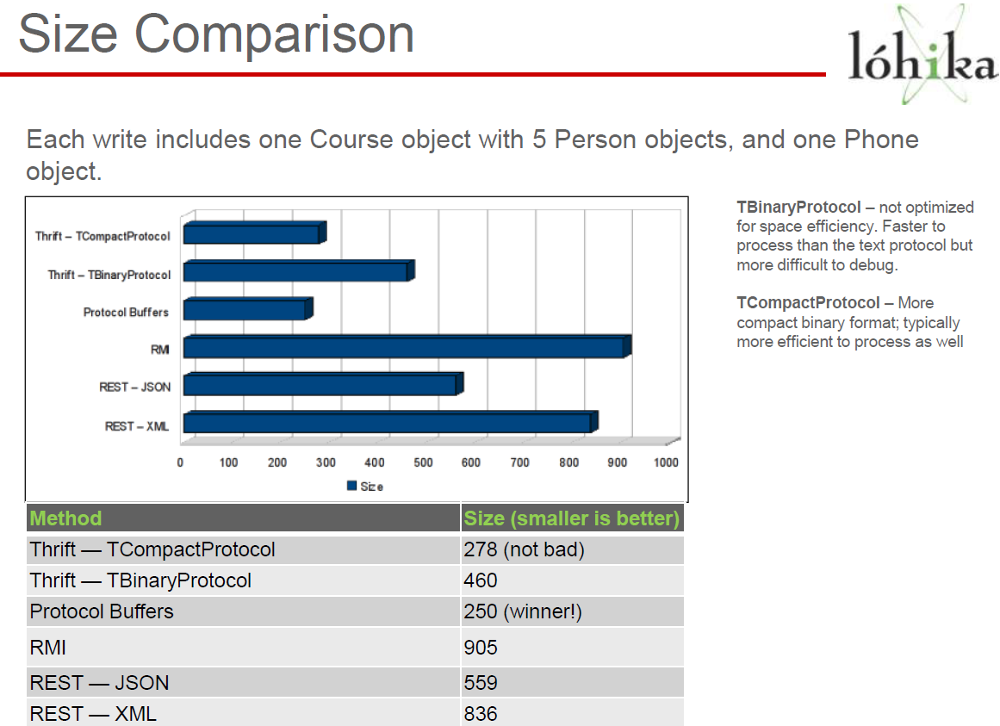 Size Comparison
lóhika
Each write includes one Course object with 5 Person objects, and one Phone
object.
Thrift – TCompactProtocol
Thrift – TBinaryProtocol
Protocol Buffers
RMI
REST – JSON
REST – XML
0 100 200 300 400 500 600 700 800 900 1000
Size
TBinaryProtocol – not optimized
for space efficiency. Faster to
process than the text protocol but
more difficult to debug.
TCompactProtocol – More
compact binary format; typically
more efficient to process as well
Method Size (smaller is better)
Thrift — TCompactProtocol 278 (not bad)
Thrift — TBinaryProtocol 460
Protocol Buffers 250 (winner!)
RMI 905
REST — JSON 559
REST — XML 836